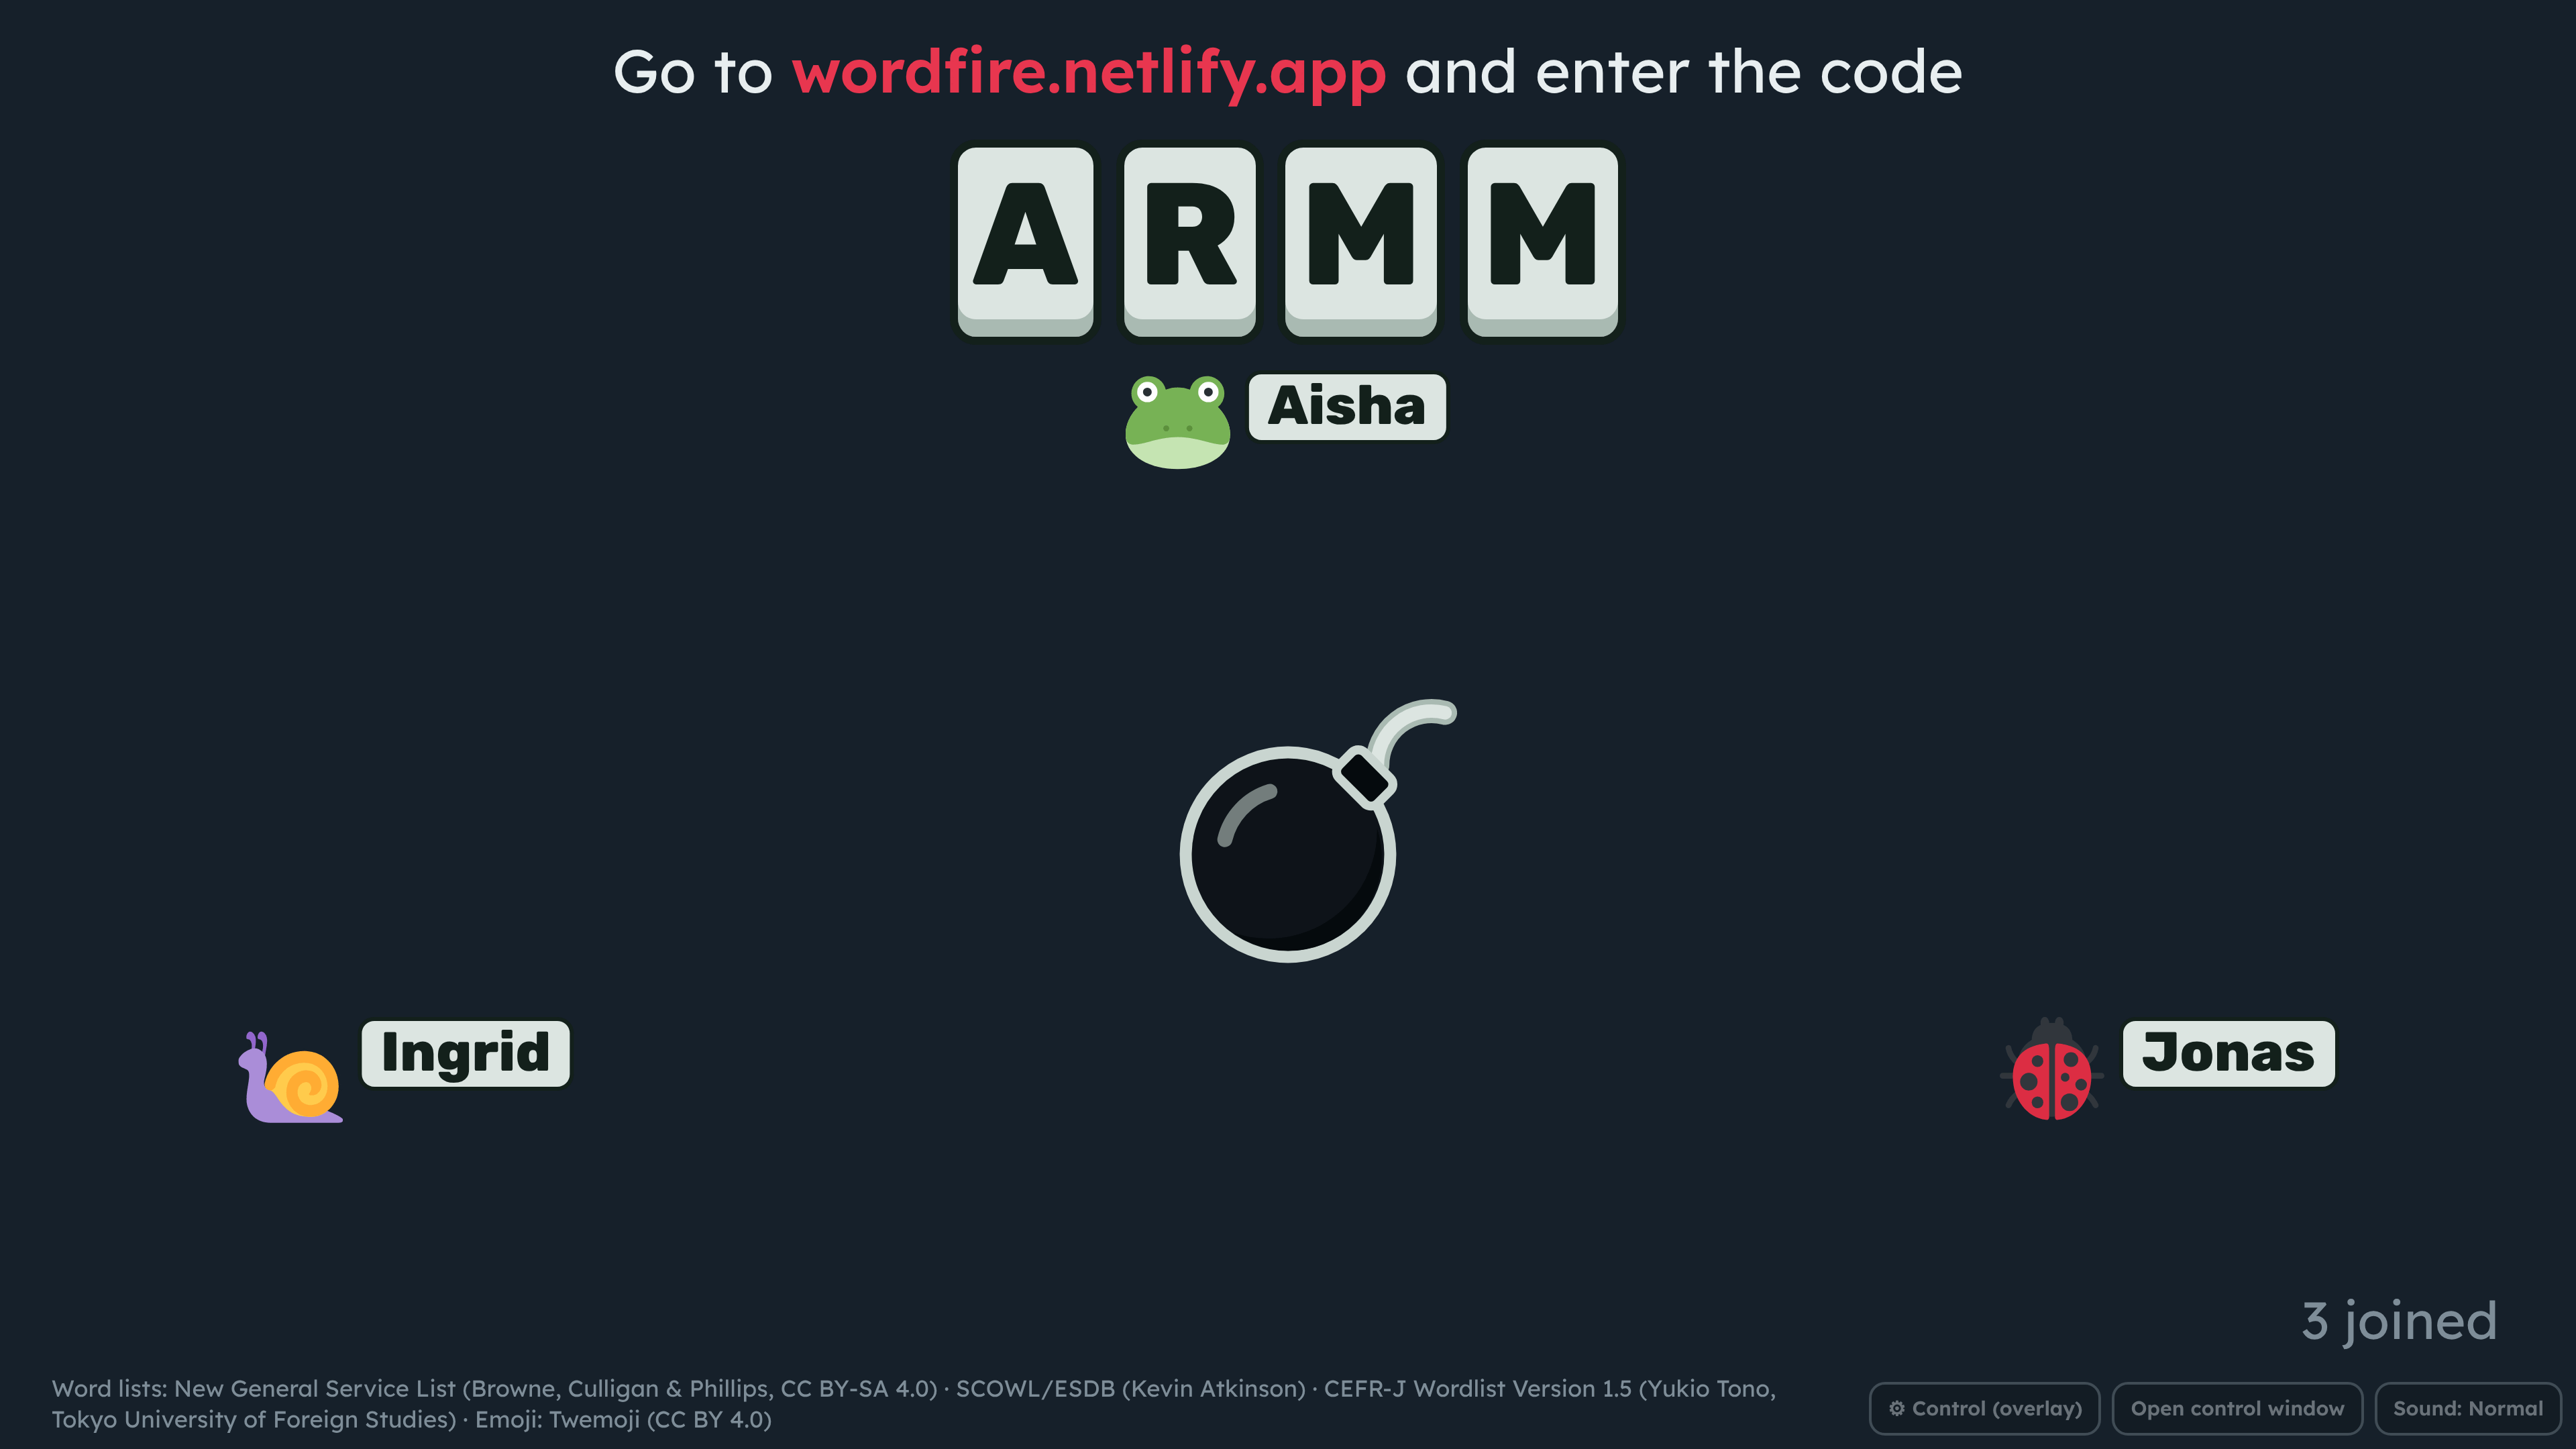 Go to wordfire.netlify.app and enter the code
ARMM
Aisha
Ingrid
Jonas
3 joined
Word lists: New General Service List (Browne, Culligan & Phillips, CC BY-SA 4.0) · SCOWL/ESDB (Kevin Atkinson) · CEFR-J Wordlist Version 1.5 (Yukio Tono,
Tokyo University of Foreign Studies) · Emoji: Twemoji (CC BY 4.0)
⚙ Control (overlay)
Open control window
Sound: Normal